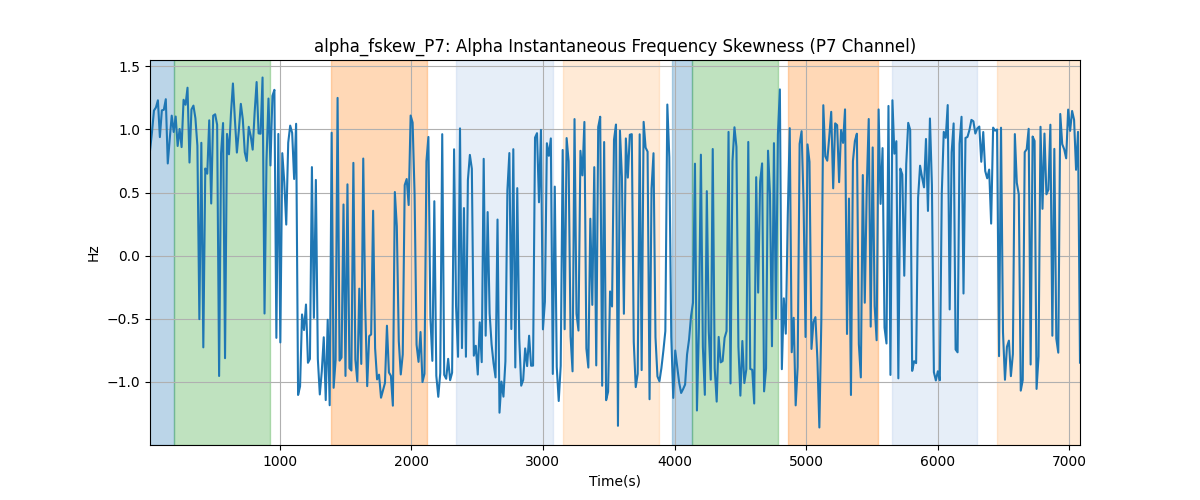 alpha_fskew_P7: Alpha Instantaneous Frequency Skewness (P7 Channel)
1.5
1.0
0.5
0.0
−0.5
−1.0
Hz
1000 2000 3000 4000 5000 6000 7000
Time(s)